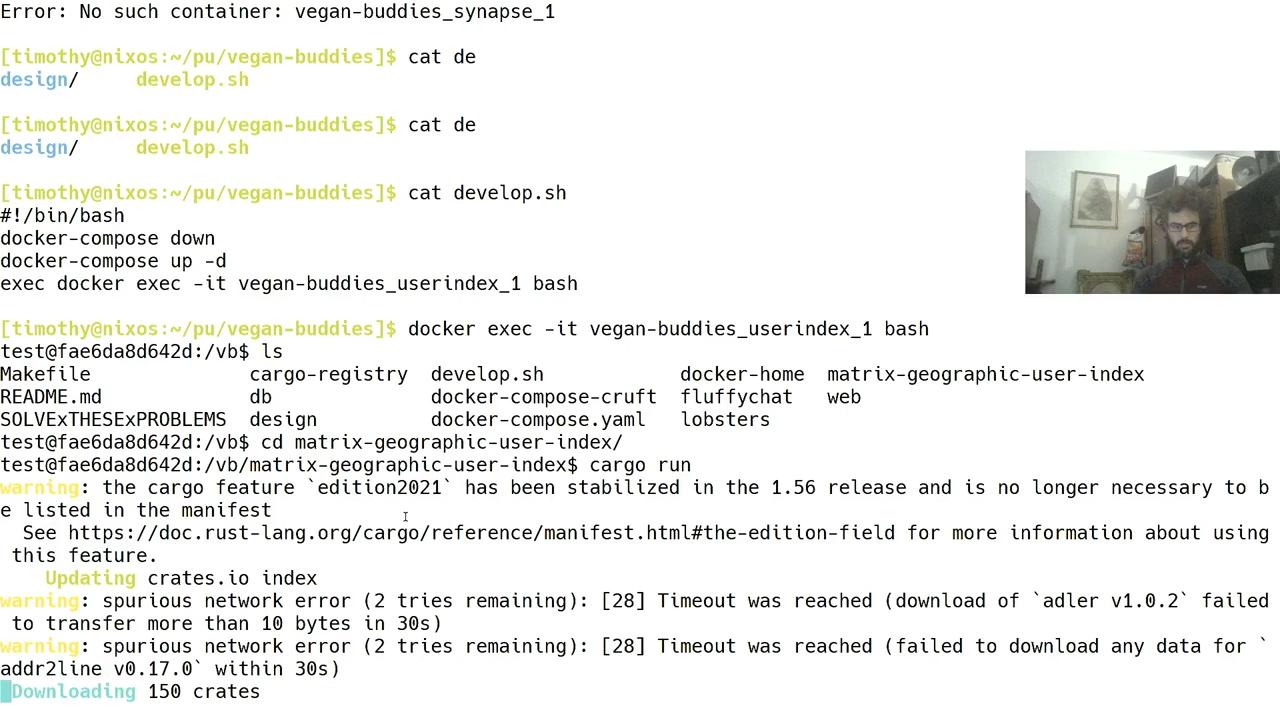 Error: No such container: vegan-buddies_synapse_1
[timothy@nixos:~/pu/vegan-buddies]$ cat de
design/     develop.sh
[timothy@nixos:~/pu/vegan-buddies]$ cat de
design/     develop.sh
[timothy@nixos:~/pu/vegan-buddies]$ cat develop.sh
#!/bin/bash
docker-compose down
docker-compose up -d
exec docker exec -it vegan-buddies_userindex_1 bash
[timothy@nixos:~/pu/vegan-buddies]$ docker exec -it vegan-buddies_userindex_1 bash
test@fae6da8d642d:/vb$ ls
Makefile              cargo-registry  develop.sh            docker-home  matrix-geographic-user-index
README.md             db              docker-compose-cruft  fluffychat   web
SOLVExTHESExPROBLEMS  design          docker-compose.yaml   lobsters
test@fae6da8d642d:/vb$ cd matrix-geographic-user-index/
test@fae6da8d642d:/vb/matrix-geographic-user-index$ cargo run
warning: the cargo feature `edition2021` has been stabilized in the 1.56 release and is no longer necessary to b
e listed in the manifest
  See https://doc.rust-lang.org/cargo/reference/manifest.html#the-edition-field for more information about using
 this feature.
    Updating crates.io index
warning: spurious network error (2 tries remaining): [28] Timeout was reached (download of `adler v1.0.2` failed
 to transfer more than 10 bytes in 30s)
warning: spurious network error (2 tries remaining): [28] Timeout was reached (failed to download any data for `
addr2line v0.17.0` within 30s)
Downloading 150 crates